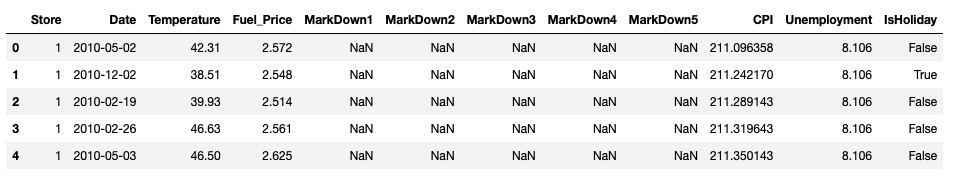 Store Date Temperature Fuel_Price MarkDown1 MarkDown2 MarkDown3 MarkDown4 MarkDown5 CPI Unemployment IsHoliday
0 1 2010-05-02 42.31 2.572 NaN NaN NaN NaN NaN 211.096358 8.106 False
1 1 2010-12-02 38.51 2.548 NaN NaN NaN NaN NaN 211.242170 8.106 True
2 1 2010-02-19 39.93 2.514 NaN NaN NaN NaN NaN 211.289143 8.106 False
3 1 2010-02-26 46.63 2.561 NaN NaN NaN NaN NaN 211.319643 8.106 False
4 1 2010-05-03 46.50 2.625 NaN NaN NaN NaN NaN 211.350143 8.106 False